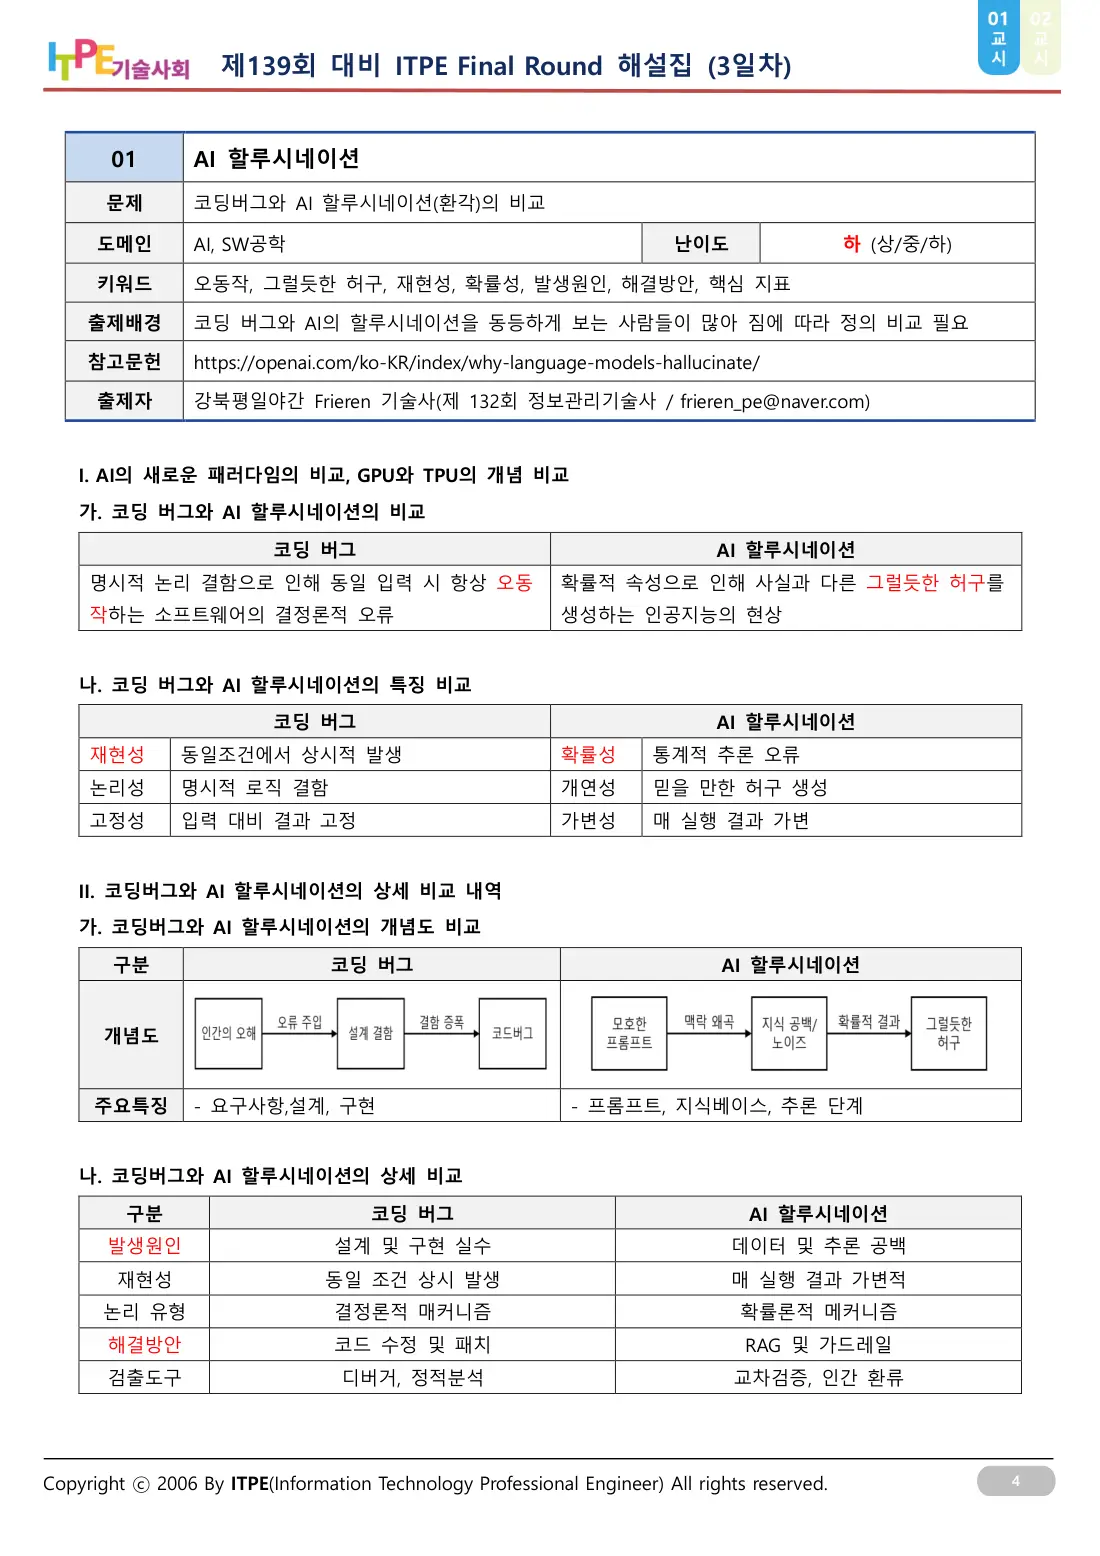 01
교
시
02
교
시
ITPE기술사회
제139회 대비 ITPE Final Round 해설집 (3일차)
01 AI 할루시네이션
문제 코딩버그와 AI 할루시네이션(환각)의 비교
도메인 AI, SW공학 난이도 하 (상/중/하)
키워드 오동작, 그럴듯한 허구, 재현성, 확률성, 발생원인, 해결방안, 핵심 지표
출제배경 코딩 버그와 AI의 할루시네이션을 동등하게 보는 사람들이 많아 짐에 따라 정의 비교 필요
참고문헌 https://openai.com/ko-KR/index/why-language-models-hallucinate/
출제자 강북평일야간 Frieren 기술사(제 132회 정보관리기술사 / frieren_pe@naver.com)
I. AI의 새로운 패러다임의 비교, GPU와 TPU의 개념 비교
가. 코딩 버그와 AI 할루시네이션의 비교
코딩 버그 AI 할루시네이션
명시적 논리 결함으로 인해 동일 입력 시 항상 오동
작하는 소프트웨어의 결정론적 오류
확률적 속성으로 인해 사실과 다른 그럴듯한 허구를
생성하는 인공지능의 현상
나. 코딩 버그와 AI 할루시네이션의 특징 비교
코딩 버그 AI 할루시네이션
재현성 동일조건에서 상시적 발생 확률성 통계적 추론 오류
논리성 명시적 로직 결함 개연성 믿을 만한 허구 생성
고정성 입력 대비 결과 고정 가변성 매 실행 결과 가변
II. 코딩버그와 AI 할루시네이션의 상세 비교 내역
가. 코딩버그와 AI 할루시네이션의 개념도 비교
구분 코딩 버그 AI 할루시네이션
개념도
인간의 오해 오류 주입 설계 결함 결함 증폭 코드버그
모호한
프롬프트
맥락 왜곡
지식 공백/
노이즈
확률적 결과
그럴듯한
허구
주요특징 - 요구사항,설계, 구현 - 프롬프트, 지식베이스, 추론 단계
나. 코딩버그와 AI 할루시네이션의 상세 비교
구분 코딩 버그 AI 할루시네이션
발생원인 설계 및 구현 실수 데이터 및 추론 공백
재현성 동일 조건 상시 발생 매 실행 결과 가변적
논리 유형 결정론적 매커니즘 확률론적 메커니즘
해결방안 코드 수정 및 패치 RAG 및 가드레일
검출도구 디버거, 정적분석 교차검증, 인간 환류
Copyright ⓒ 2006 By ITPE(Information Technology Professional Engineer) All rights reserved.
4